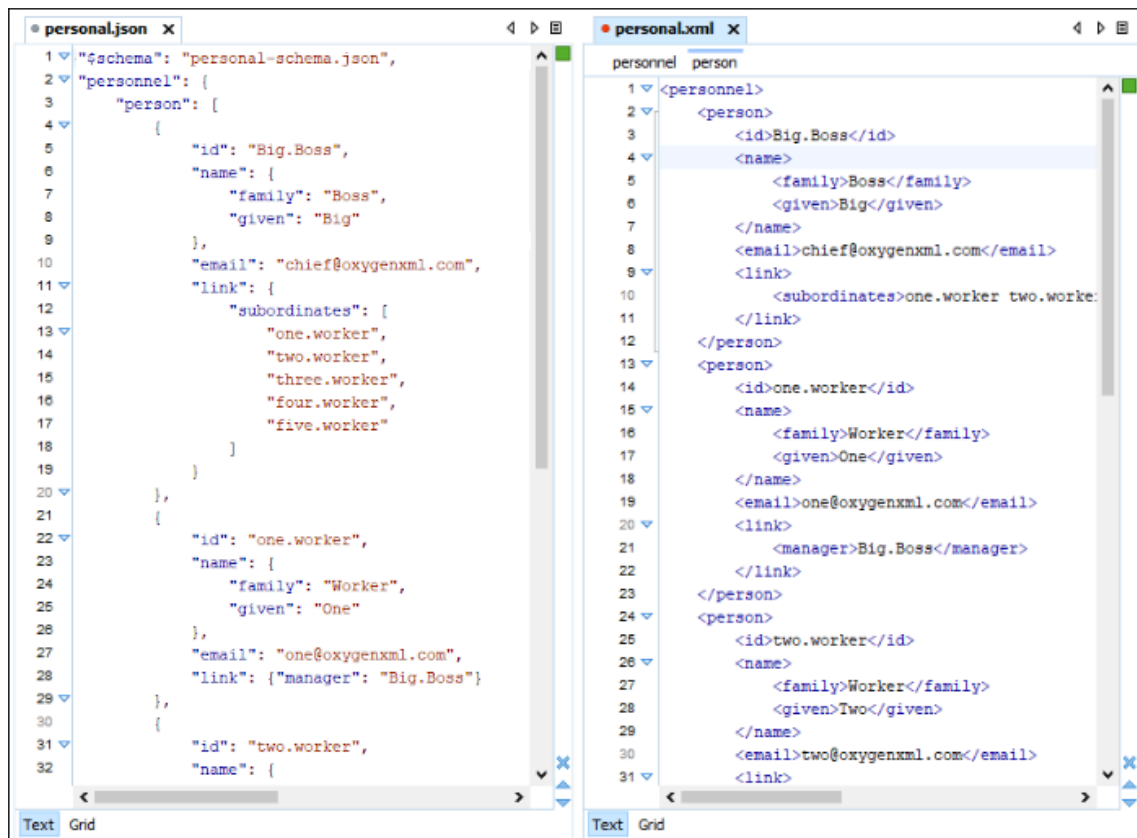 personal.json
1 "$schema": "personal-schema.json",
2 "personnel": {
3 "person": [
4 {
5 "id": "Big.Boss",
6 "name": {
7 "family": "Boss",
8 "given": "Big"
9 },
10 "email": "chief@oxygenxml.com",
11 "link": {
12 "subordinates": [
13 "one.worker",
14 "two.worker",
15 "three.worker",
16 "four.worker",
17 "five.worker"
18 ]
19 }
20 },
21 {
22 "id": "one.worker",
23 "name": {
24 "family": "Worker",
25 "given": "One"
26 },
27 "email": "one@oxygenxml.com",
28 "link": {"manager": "Big.Boss"}
29 },
30 {
31 "id": "two.worker",
32 "name": {
Text Grid
personal.xml
personnel person
1 <personnel>
2 <person>
3 <id>Big.Boss</id>
4 <name>
5 <family>Boss</family>
6 <given>Big</given>
7 </name>
8 <email>chief@oxygenxml.com</email>
9 <link>
10 <subordinates>one.worker two.worke
11 </link>
12 </person>
13 <person>
14 <id>one.worker</id>
15 <name>
16 <family>Worker</family>
17 <given>One</given>
18 </name>
19 <email>one@oxygenxml.com</email>
20 <link>
21 <manager>Big.Boss</manager>
22 </link>
23 </person>
24 <person>
25 <id>two.worker</id>
26 <name>
27 <family>Worker</family>
28 <given>Two</given>
29 </name>
30 <email>two@oxygenxml.com</email>
31 <link>
Text Grid